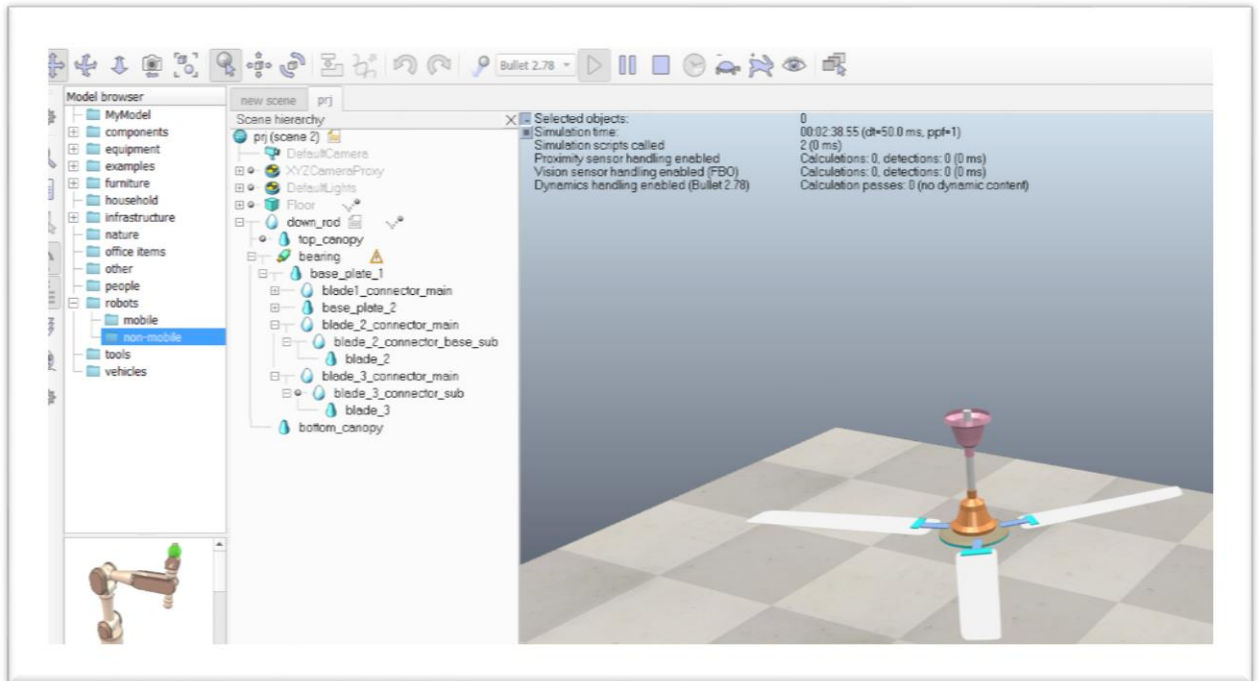 Bullet 2.78
Model browser
MyModel
components
equipment
examples
furniture
household
infrastructure
nature
office items
other
people
robots
mobile
non-mobile
tools
vehicles
new scene prj
Scene hierarchy
prj (scene 2)
DefaultCamera
XYZCameraProxy
DefaultLights
Floor
down_rod
top_canopy
bearing
base_plate_1
blade1_connector_main
base_plate_2
blade_2_connector_main
blade_2_connector_base_sub
blade_2
blade_3_connector_main
blade_3_connector_sub
blade_3
bottom_canopy
Selected objects: 0
Simulation time: 00:02:38.55 (dt=50.0 ms, ppf=1)
Simulation scripts called 2 (0 ms)
Proximity sensor handling enabled Calculations: 0, detections: 0 (0 ms)
Vision sensor handling enabled (FBO) Calculations: 0, detections: 0 (0 ms)
Dynamics handling enabled (Bullet 2.78) Calculation passes: 0 (no dynamic content)